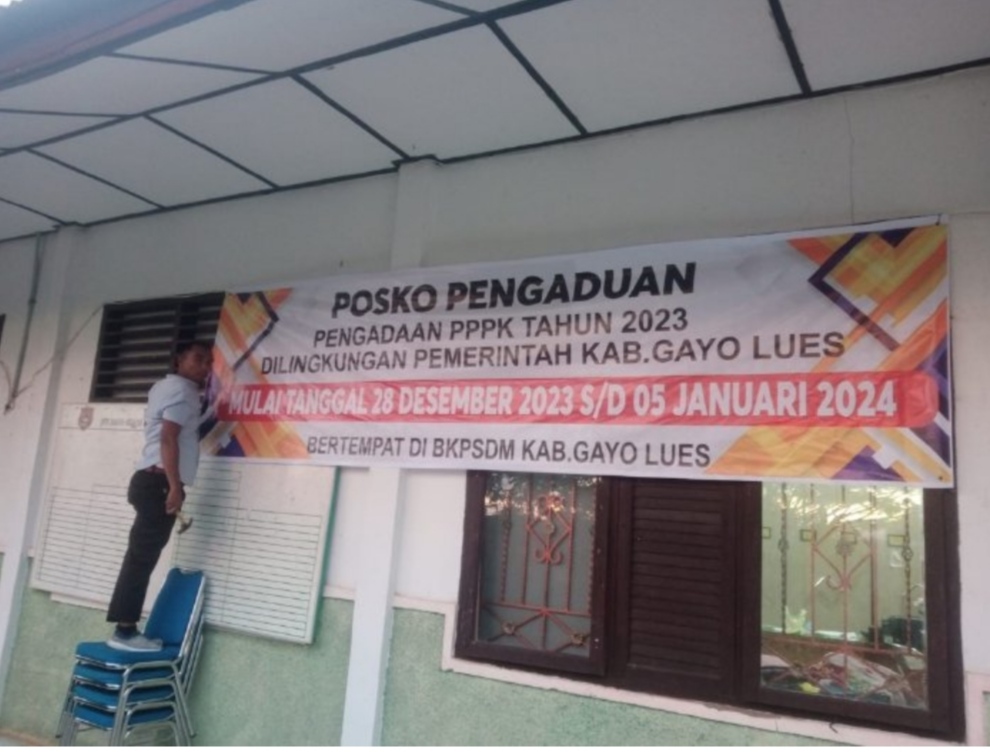 POSKO PENGADUAN
PENGADAAN PPPK TAHUN 2023
DILINGKUNGAN PEMERINTAH KAB.GAYO LUES
MULAI TANGGAL 28 DESEMBER 2023 S/D 05 JANUARI 2024
BERTEMPAT DI BKPSDM KAB.GAYO LUES